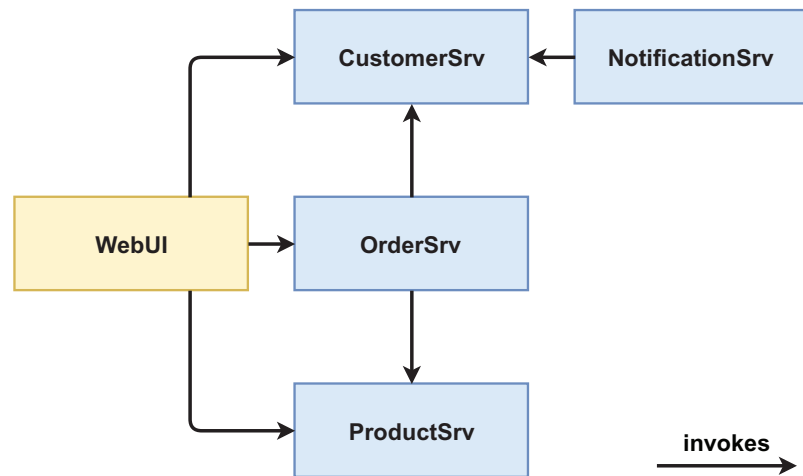 CustomerSrv
NotificationSrv
WebUI
OrderSrv
ProductSrv
invokes